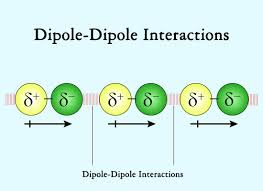 Dipole-Dipole Interactions
δ+ δ− δ+ δ− δ+ δ−
Dipole-Dipole Interactions